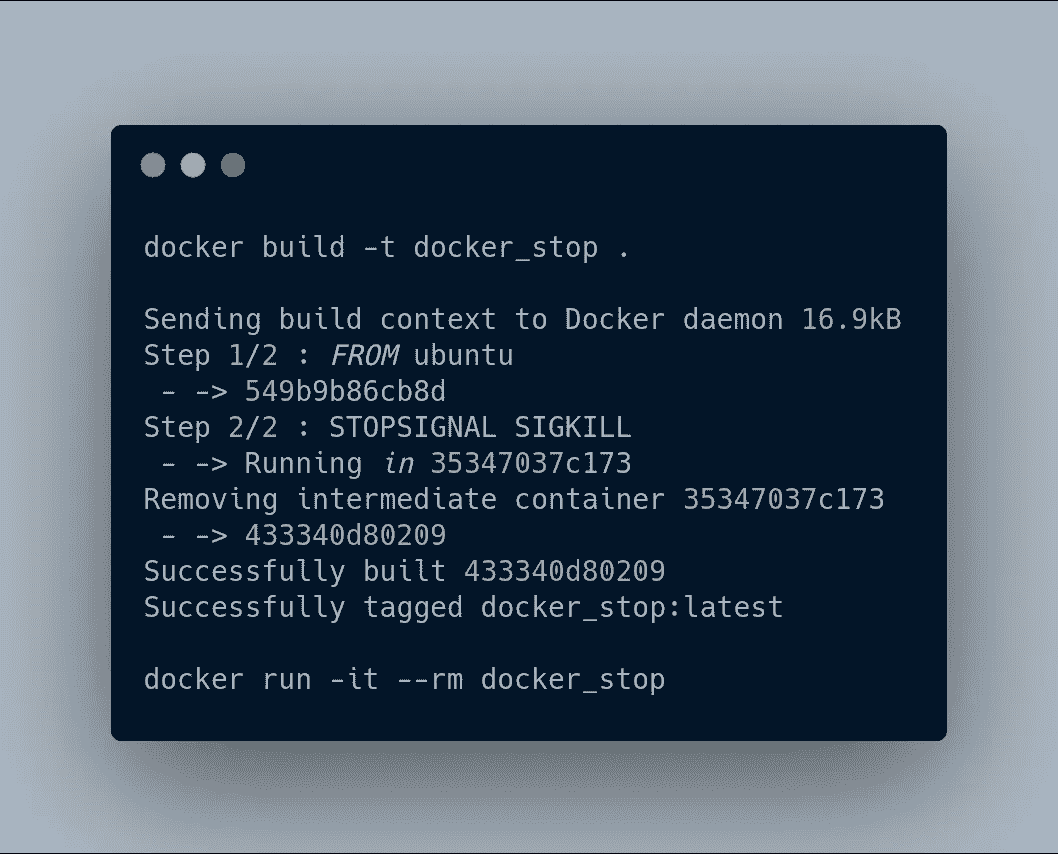 docker build -t docker_stop .
Sending build context to Docker daemon 16.9kB
Step 1/2 : FROM ubuntu
- -> 549b9b86cb8d
Step 2/2 : STOPSIGNAL SIGKILL
- -> Running in 35347037c173
Removing intermediate container 35347037c173
- -> 433340d80209
Successfully built 433340d80209
Successfully tagged docker_stop:latest
docker run -it --rm docker_stop